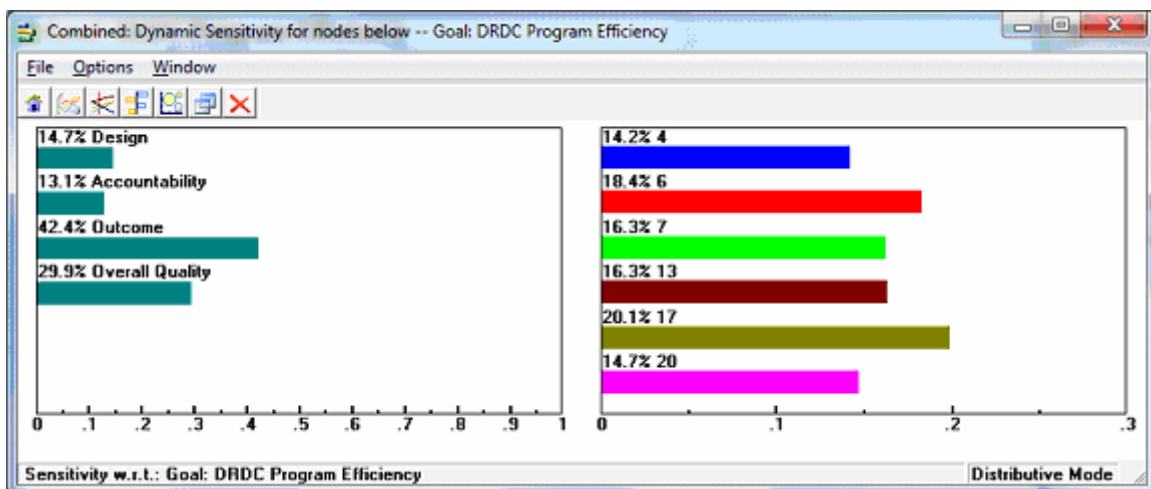 Combined: Dynamic Sensitivity for nodes below -- Goal: DRDC Program Efficiency
File Options Window
14.7% Design
13.1% Accountability
42.4% Outcome
29.9% Overall Quality
0 .1 .2 .3 .4 .5 .6 .7 .8 .9 1
14.2% 4
18.4% 6
16.3% 7
16.3% 13
20.1% 17
14.7% 20
0 .1 .2 .3
Sensitivity w.r.t.: Goal: DRDC Program Efficiency Distributive Mode